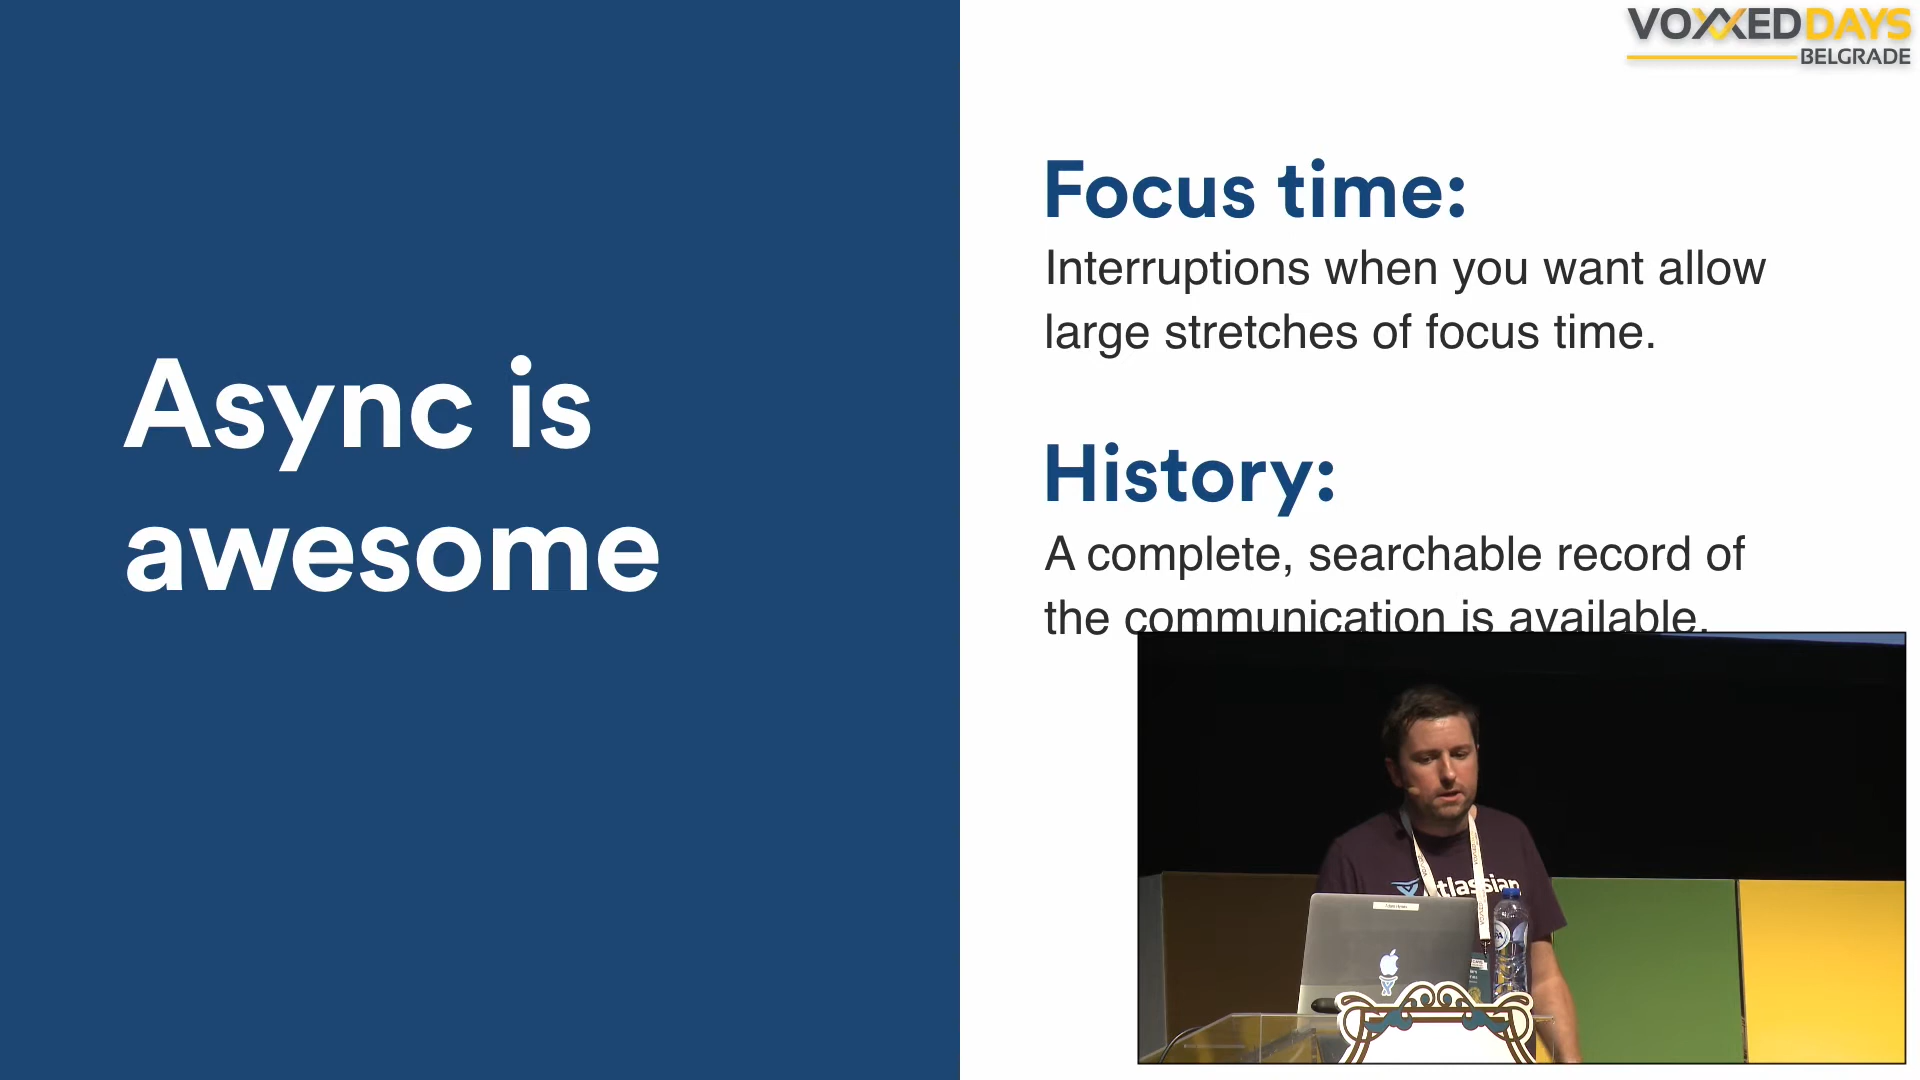 VOXXED DAYS
BELGRADE
Async is
awesome
Focus time:
Interruptions when you want allow
large stretches of focus time.
History:
A complete, searchable record of
the communication is available.
Atlassian